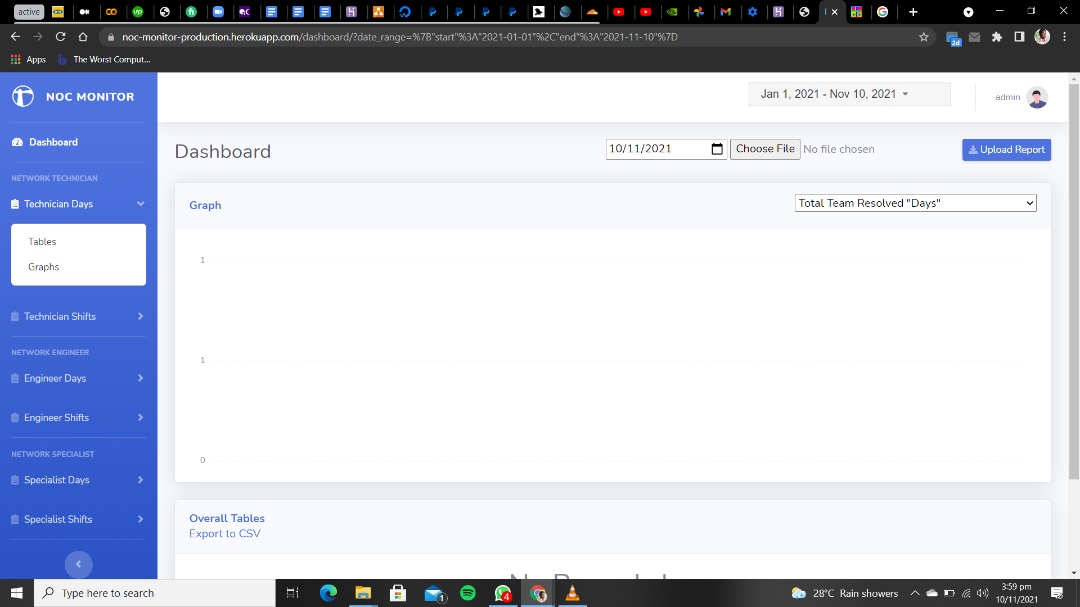 active
noc-monitor-production.herokuapp.com/dashboard/?date_range=%7B"start"%3A"2021-01-01"%2C"end"%3A"2021-11-10"%7D
2d
Apps
The Worst Comput...
NOC MONITOR
Jan 1, 2021 - Nov 10, 2021
admin
Dashboard
Dashboard
10/11/2021
Choose File No file chosen
Upload Report
NETWORK TECHNICIAN
Technician Days
Tables
Graphs
Technician Shifts
NETWORK ENGINEER
Engineer Days
Engineer Shifts
NETWORK SPECIALIST
Specialist Days
Specialist Shifts
Graph
Total Team Resolved "Days"
1
1
0
Overall Tables
Export to CSV
Type here to search
1
4
28°C Rain showers
3:59 pm
10/11/2021